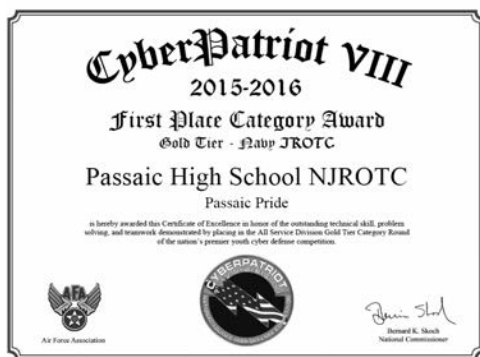 CyberPatriot VIII
2015-2016
First Place Category Award
Gold Tier - Navy JROTC
Passaic High School NJROTC
Passaic Pride
is hereby awarded this Certificate of Excellence in honor of the outstanding technical skill, problem
solving, and teamwork demonstrated by placing in the All Service Division Gold Tier Category Round
of the nation's premier youth cyber defense competition.
AFA
CYBERPATRIOT
Air Force Association
Bernard K. Skoch
National Commissioner